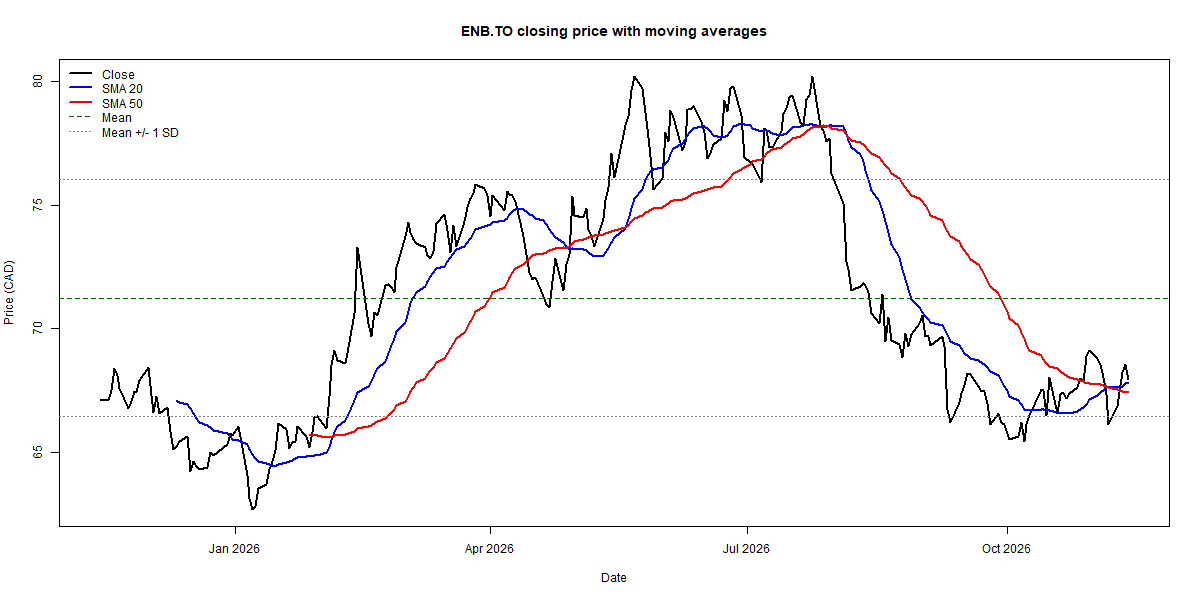 ENB.TO closing price with moving averages
Close
SMA 20
SMA 50
Mean
Mean +/- 1 SD
80
75
70
65
Price (CAD)
Jan 2026
Apr 2026
Jul 2026
Oct 2026
Date